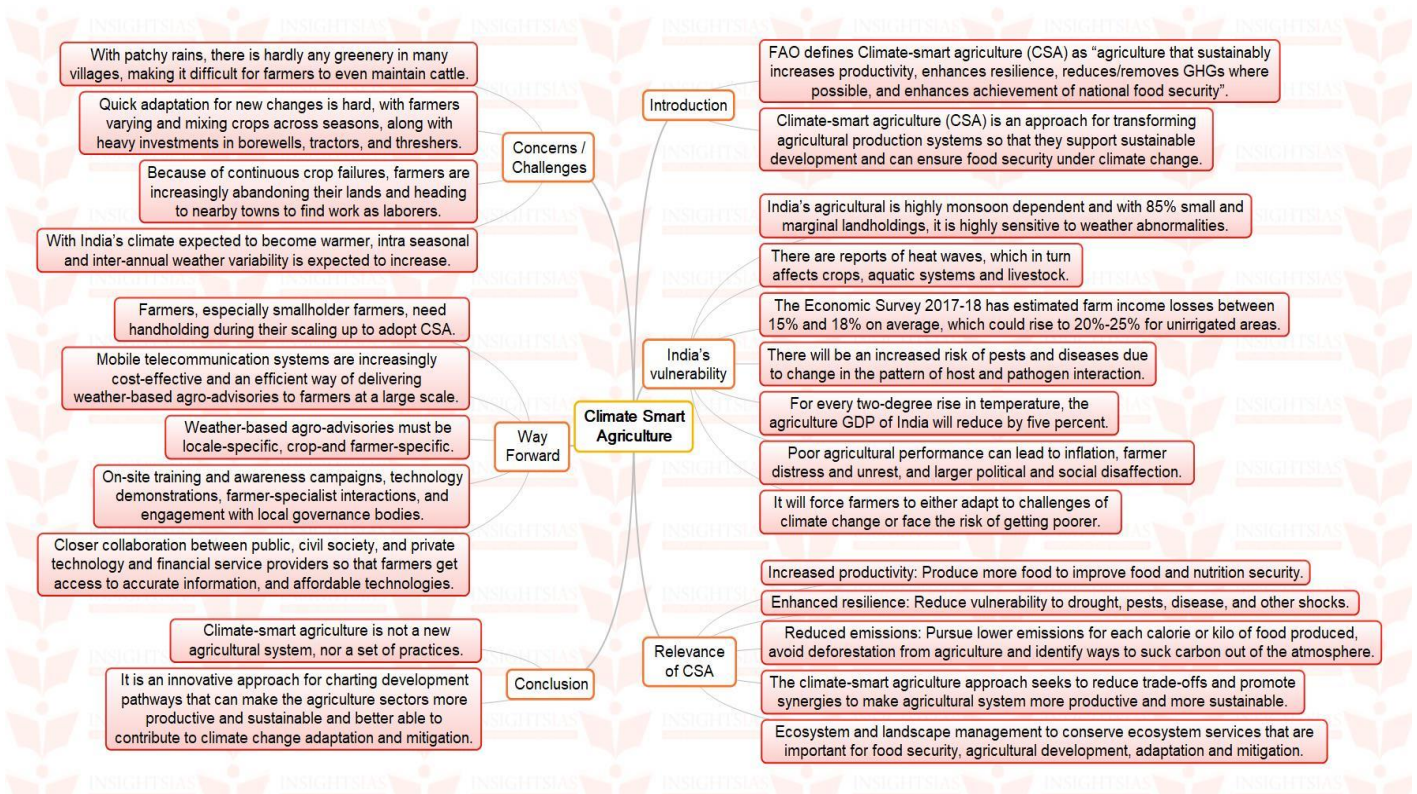 Climate Smart
Agriculture
Introduction
FAO defines Climate-smart agriculture (CSA) as “agriculture that sustainably
increases productivity, enhances resilience, reduces/removes GHGs where
possible, and enhances achievement of national food security”.
Climate-smart agriculture (CSA) is an approach for transforming
agricultural production systems so that they support sustainable
development and can ensure food security under climate change.
India’s
vulnerability
India’s agricultural is highly monsoon dependent and with 85% small and
marginal landholdings, it is highly sensitive to weather abnormalities.
There are reports of heat waves, which in turn
affects crops, aquatic systems and livestock.
The Economic Survey 2017-18 has estimated farm income losses between
15% and 18% on average, which could rise to 20%-25% for unirrigated areas.
There will be an increased risk of pests and diseases due
to change in the pattern of host and pathogen interaction.
For every two-degree rise in temperature, the
agriculture GDP of India will reduce by five percent.
Poor agricultural performance can lead to inflation, farmer
distress and unrest, and larger political and social disaffection.
It will force farmers to either adapt to challenges of
climate change or face the risk of getting poorer.
Relevance
of CSA
Increased productivity: Produce more food to improve food and nutrition security.
Enhanced resilience: Reduce vulnerability to drought, pests, disease, and other shocks.
Reduced emissions: Pursue lower emissions for each calorie or kilo of food produced,
avoid deforestation from agriculture and identify ways to suck carbon out of the atmosphere.
The climate-smart agriculture approach seeks to reduce trade-offs and promote
synergies to make agricultural system more productive and more sustainable.
Ecosystem and landscape management to conserve ecosystem services that are
important for food security, agricultural development, adaptation and mitigation.
Concerns /
Challenges
With patchy rains, there is hardly any greenery in many
villages, making it difficult for farmers to even maintain cattle.
Quick adaptation for new changes is hard, with farmers
varying and mixing crops across seasons, along with
heavy investments in borewells, tractors, and threshers.
Because of continuous crop failures, farmers are
increasingly abandoning their lands and heading
to nearby towns to find work as laborers.
With India’s climate expected to become warmer, intra seasonal
and inter-annual weather variability is expected to increase.
Way
Forward
Farmers, especially smallholder farmers, need
handholding during their scaling up to adopt CSA.
Mobile telecommunication systems are increasingly
cost-effective and an efficient way of delivering
weather-based agro-advisories to farmers at a large scale.
Weather-based agro-advisories must be
locale-specific, crop-and farmer-specific.
On-site training and awareness campaigns, technology
demonstrations, farmer-specialist interactions, and
engagement with local governance bodies.
Closer collaboration between public, civil society, and private
technology and financial service providers so that farmers get
access to accurate information, and affordable technologies.
Conclusion
Climate-smart agriculture is not a new
agricultural system, nor a set of practices.
It is an innovative approach for charting development
pathways that can make the agriculture sectors more
productive and sustainable and better able to
contribute to climate change adaptation and mitigation.
INSIGHTSIAS